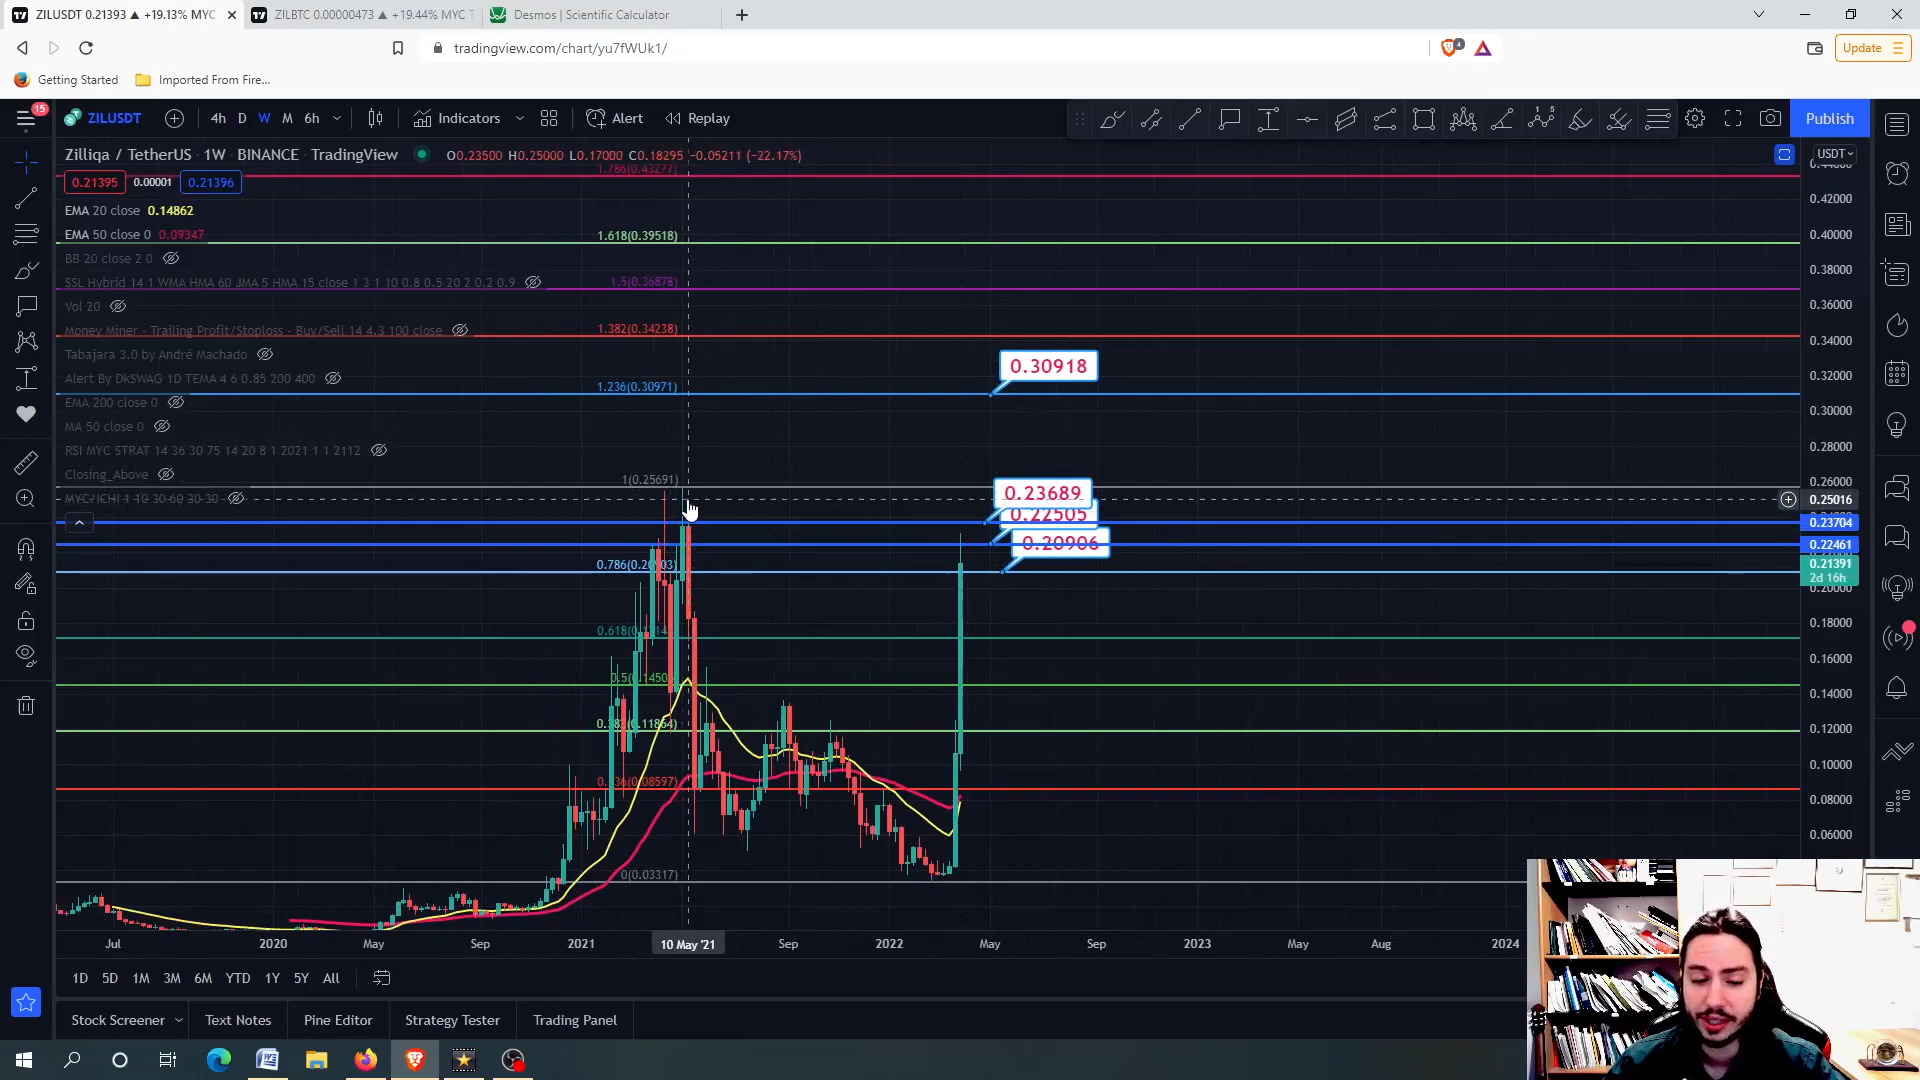 ZILUSDT 0.21393 ▲ +19.13% MYC
ZILBTC 0.00000473 ▲ +19.44% MYC T
Desmos | Scientific Calculator
tradingview.com/chart/yu7fWUk1/
4
Update
Getting Started
Imported From Fire...
15
ZILUSDT
4h D W M 6h
Indicators
Alert
Replay
Publish
Zilliqa / TetherUS · 1W · BINANCE · TradingView
O0.23500 H0.25000 L0.17000 C0.18295 −0.05211 (−22.17%)
USDT
0.21395 0.00001 0.21396
EMA 20 close 0.14862
EMA 50 close 0 0.09347
BB 20 close 2 0
SSL Hybrid 14 1 WMA HMA 60 JMA 5 HMA 15 close 1 3 1 10 0.8 0.5 20 2 0.2 0.9
Vol 20
Money Miner - Trailing Profit/Stoploss - Buy/Sell 14 4.3 100 close
Tabajara 3.0 by André Machado
Alert By DkSWAG 1D TEMA 4 6 0.85 200 400
EMA 200 close 0
MA 50 close 0
RSI MYC STRAT 14 36 30 75 14 20 8 1 2021 1 1 2112
Closing_Above
MYC/ICHI 1 10 30 60 30 30
1.786(0.43277)
1.618(0.39518)
1.5(0.36878)
1.382(0.34238)
1.236(0.30971)
1(0.25691)
0.5(0.1450
0(0.03317)
0.30918
0.23689
0.22505
0.20906
0.42000
0.40000
0.38000
0.36000
0.34000
0.32000
0.30000
0.28000
0.26000
0.25016
0.23704
0.22461
0.21391
2d 16h
0.20000
0.18000
0.16000
0.14000
0.12000
0.10000
0.08000
0.06000
Jul 2020 May Sep 2021 10 May '21 Sep 2022 May Sep 2023 May Aug 2024
1D 5D 1M 3M 6M YTD 1Y 5Y All
Stock Screener
Text Notes
Pine Editor
Strategy Tester
Trading Panel